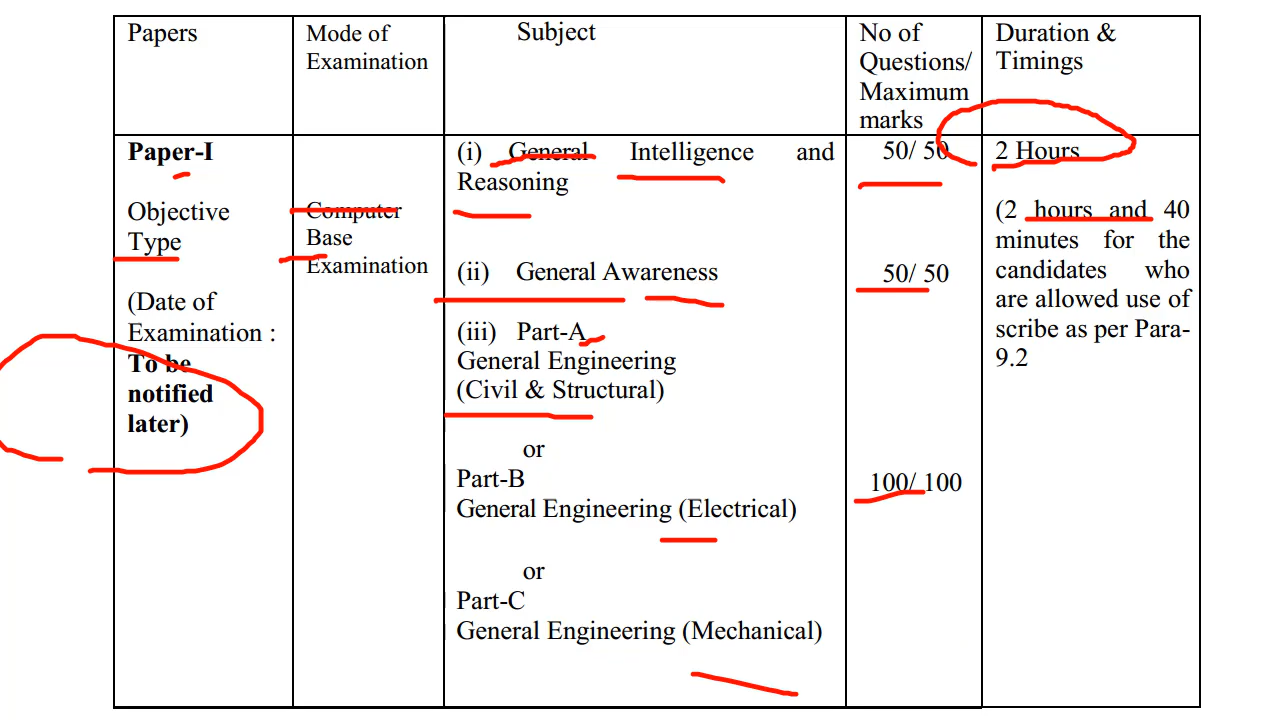 Papers
Mode of
Examination
Subject
No of
Questions/
Maximum
marks
Duration &
Timings
Paper-I
Objective
Type
(Date of
Examination :
To be
notified
later)
Computer
Base
Examination
(i) General Intelligence and
Reasoning
(ii) General Awareness
(iii) Part-A
General Engineering
(Civil & Structural)
or
Part-B
General Engineering (Electrical)
or
Part-C
General Engineering (Mechanical)
50/ 50
50/ 50
100/ 100
2 Hours
(2 hours and 40
minutes for the
candidates who
are allowed use of
scribe as per Para-
9.2